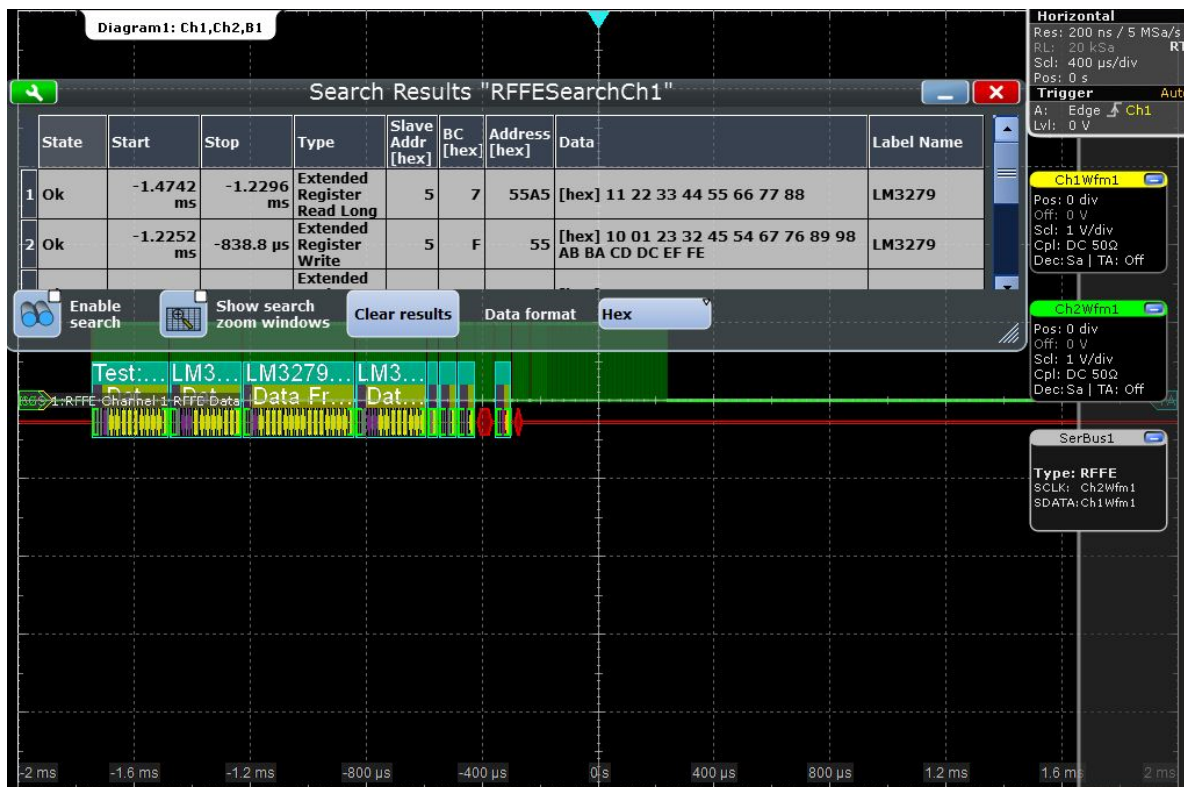 Diagram1: Ch1,Ch2,B1
Horizontal
Res: 200 ns / 5 MSa/s
RL: 20 kSa RT
Scl: 400 µs/div
Pos: 0 s
Trigger Aut
A: Edge Ch1
Lvl: 0 V
Search Results "RFFESearchCh1"
State Start Stop Type Slave Addr [hex] BC [hex] Address [hex] Data Label Name
1 Ok -1.4742 ms -1.2296 ms Extended Register Read Long 5 7 55A5 [hex] 11 22 33 44 55 66 77 88 LM3279
2 Ok -1.2252 ms -838.8 µs Extended Register Write 5 F 55 [hex] 10 01 23 32 45 54 67 76 89 98 AB BA CD DC EF FE LM3279
Extended
Enable search
Show search zoom windows
Clear results
Data format
Hex
Ch1Wfm1
Pos: 0 div
Off: 0 V
Scl: 1 V/div
Cpl: DC 50Ω
Dec:Sa | TA: Off
Ch2Wfm1
Pos: 0 div
Off: 0 V
Scl: 1 V/div
Cpl: DC 50Ω
Dec:Sa | TA: Off
SerBus1
Type: RFFE
SCLK: Ch2Wfm1
SDATA:Ch1Wfm1
Test:... LM3... LM3279... LM3...
Data Fr... Dat...
1:RFFE Channel 1 RFFE Data
TA
-2 ms -1.6 ms -1.2 ms -800 µs -400 µs 0 s 400 µs 800 µs 1.2 ms 1.6 ms 2 ms